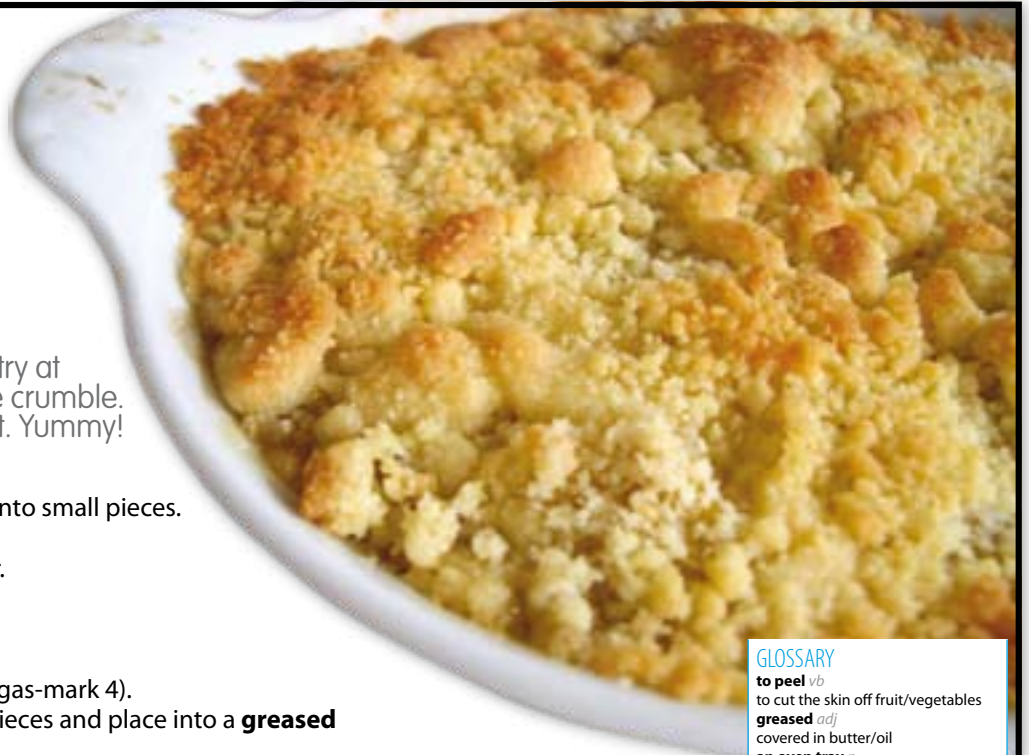 try at
crumble.
t. Yummy!
nto small pieces.
gas-mark 4).
pieces and place into a greased
GLOSSARY
to peel vb
to cut the skin off fruit/vegetables
greased adj
covered in butter/oil